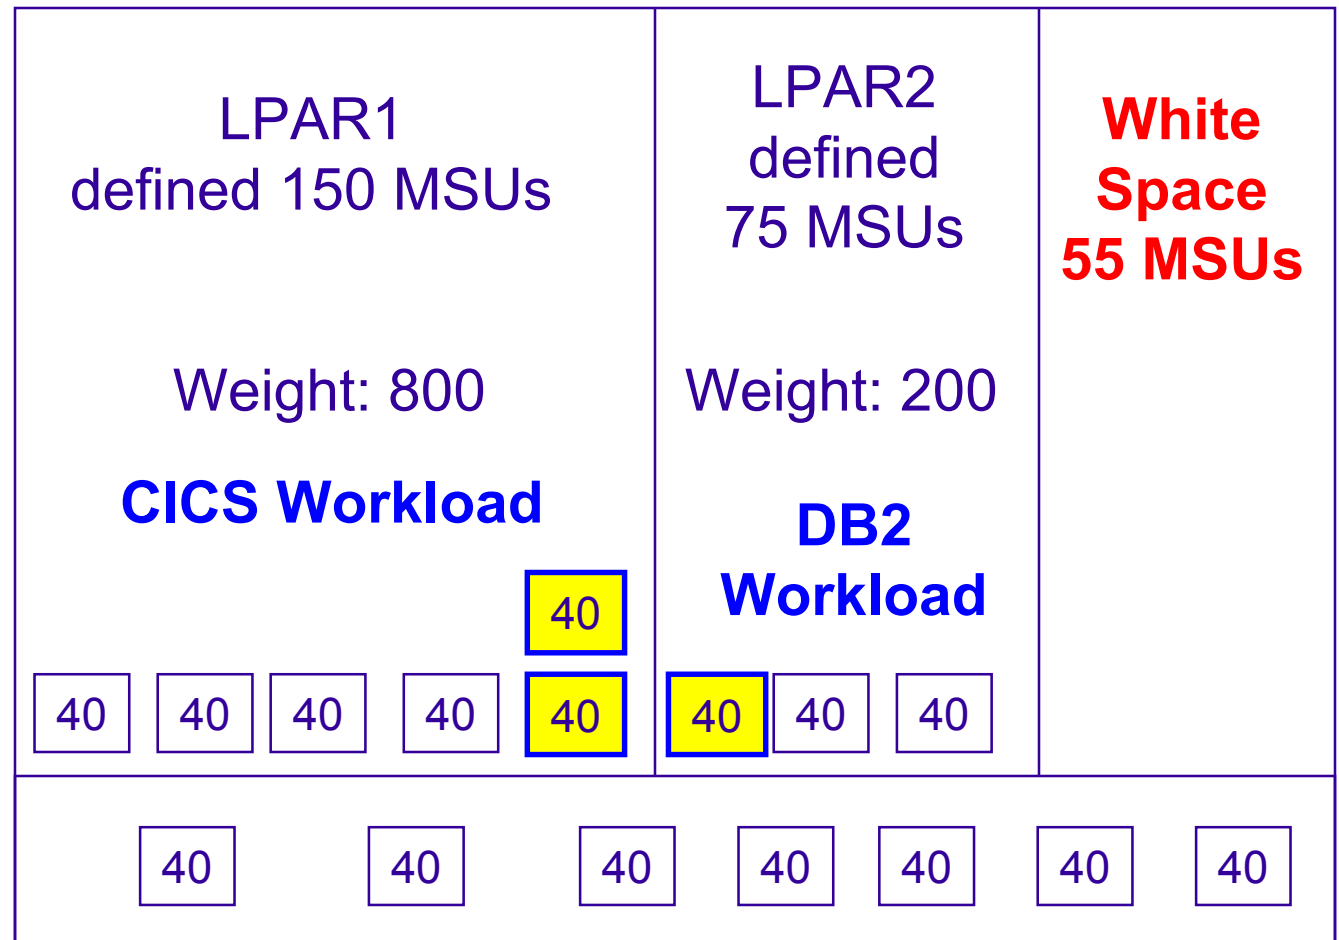 LPAR1
defined 150 MSUs
Weight: 800
CICS Workload
40
40 40 40 40 40
LPAR2
defined
75 MSUs
Weight: 200
DB2
Workload
40 40 40
White
Space
55 MSUs
40 40 40 40 40 40 40